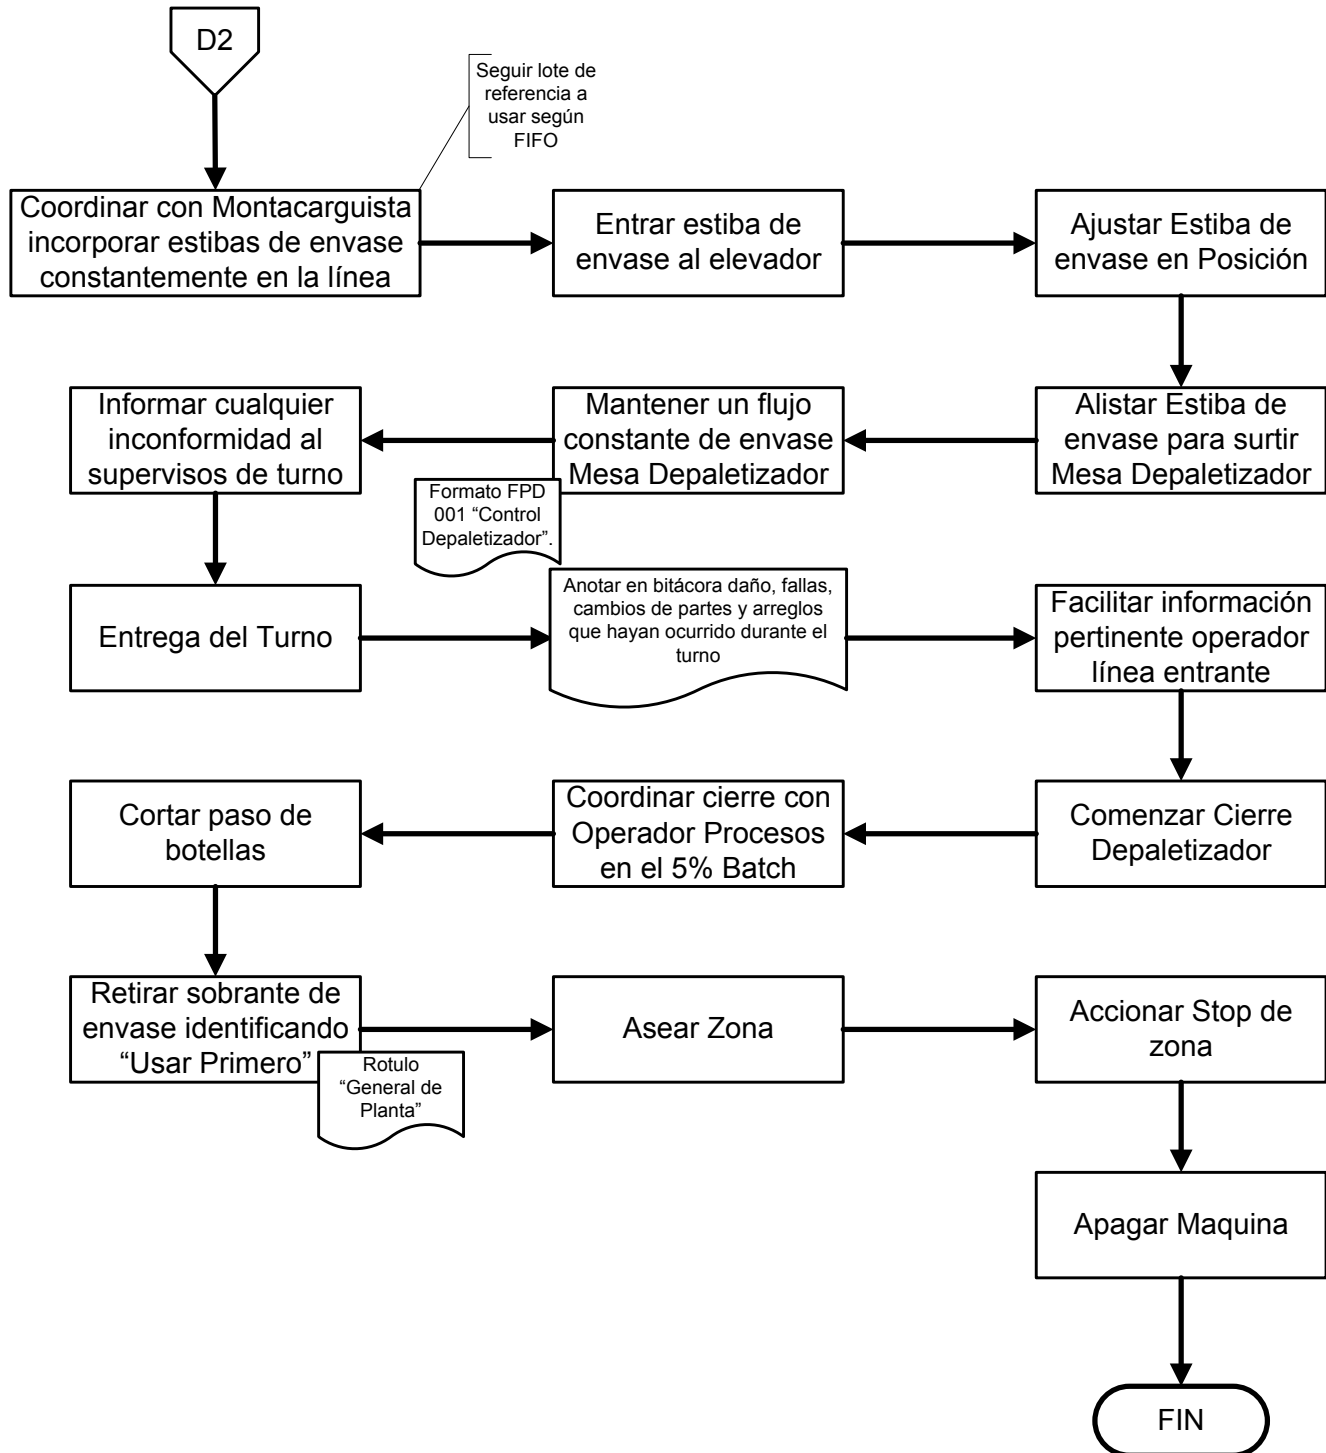 D2
Seguir lote de
referencia a
usar según
FIFO
Coordinar con Montacarguista
incorporar estibas de envase
constantemente en la línea
Entrar estiba de
envase al elevador
Ajustar Estiba de
envase en Posición
Alistar Estiba de
envase para surtir
Mesa Depaletizador
Mantener un flujo
constante de envase
Mesa Depaletizador
Formato FPD
001 “Control
Depaletizador”.
Informar cualquier
inconformidad al
supervisos de turno
Entrega del Turno
Anotar en bitácora daño, fallas,
cambios de partes y arreglos
que hayan ocurrido durante el
turno
Facilitar información
pertinente operador
línea entrante
Comenzar Cierre
Depaletizador
Coordinar cierre con
Operador Procesos
en el 5% Batch
Cortar paso de
botellas
Retirar sobrante de
envase identificando
“Usar Primero”
Rotulo
“General de
Planta”
Asear Zona
Accionar Stop de
zona
Apagar Maquina
FIN